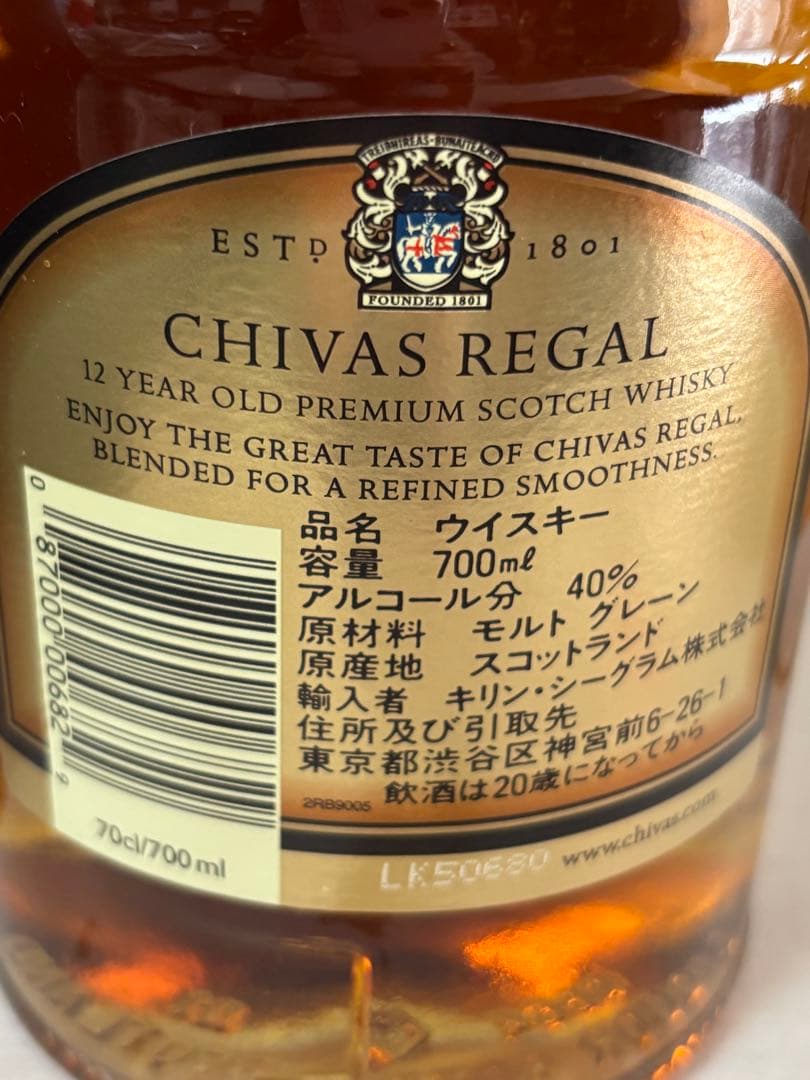 TREIBHIREAS-BUNAITEACHD
ESTD 1801
FOUNDED 1801
CHIVAS REGAL
12 YEAR OLD PREMIUM SCOTCH WHISKY
ENJOY THE GREAT TASTE OF CHIVAS REGAL,
BLENDED FOR A REFINED SMOOTHNESS.
品名 ウイスキー
容量 700mℓ
アルコール分 40%
原材料 モルト グレーン
原産地 スコットランド
輸入者 キリン・シーグラム株式会社
住所及び引取先
東京都渋谷区神宮前6-26-1
飲酒は20歳になってから
2RB9005
0 87000 00682 9
70cl/700 ml
LK50680
www.chivas.com